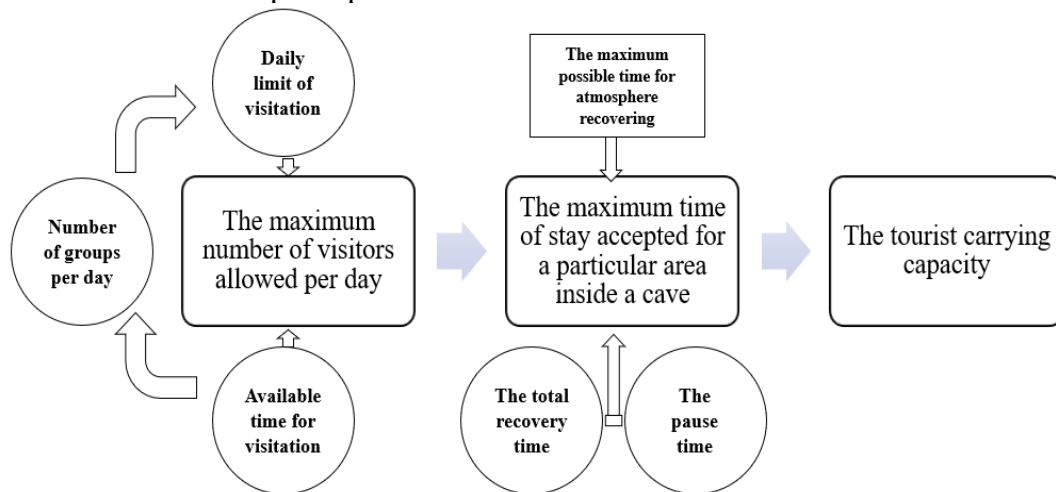 Daily
limit of
visitation
The maximum
possible time for
atmosphere
recovering
Number
of groups
per day
The maximum
number of visitors
allowed per day
The maximum time
of stay accepted for
a particular area
inside a cave
The tourist carrying
capacity
Available
time for
visitation
The total
recovery
time
The
pause
time